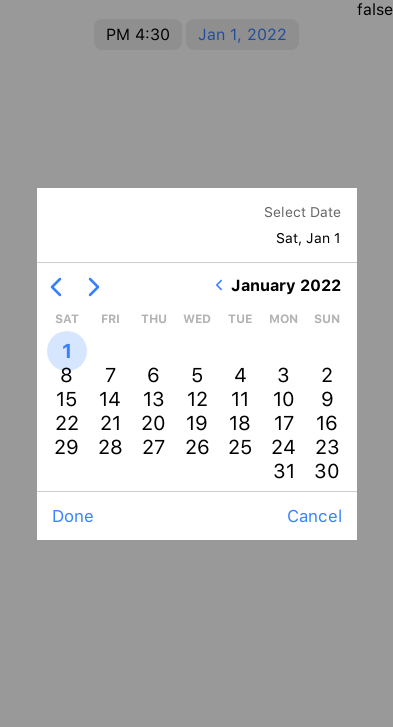 false
PM 4:30 Jan 1, 2022
Select Date
Sat, Jan 1
January 2022
SAT FRI THU WED TUE MON SUN
1
8 7 6 5 4 3 2
15 14 13 12 11 10 9
22 21 20 19 18 17 16
29 28 27 26 25 24 23
31 30
Done Cancel